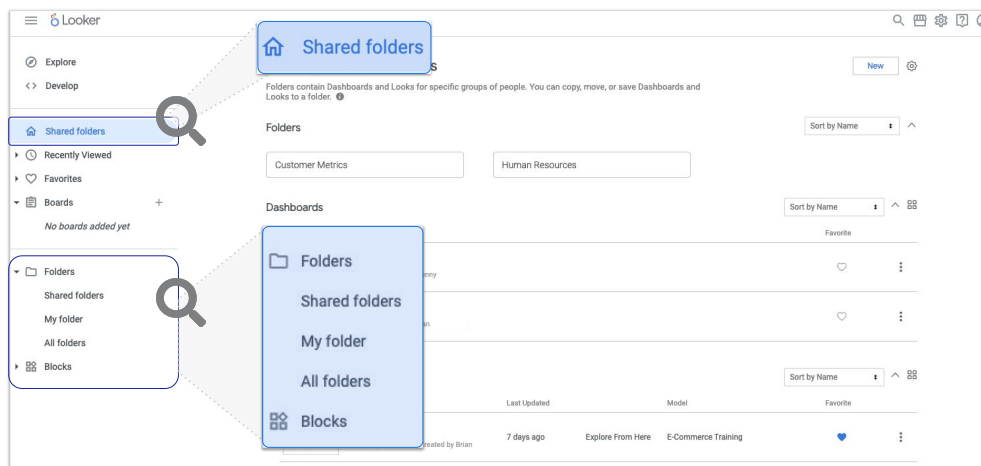 Looker
Explore
Develop
Shared folders
Recently Viewed
Favorites
Boards
No boards added yet
Folders
Shared folders
My folder
All folders
Blocks
Shared folders
New
Folders contain Dashboards and Looks for specific groups of people. You can copy, move, or save Dashboards and
Looks to a folder.
Folders
Sort by Name
Customer Metrics
Human Resources
Dashboards
Sort by Name
Favorite
Folders
Shared folders
My folder
All folders
Blocks
Sort by Name
Last Updated
Model
Favorite
7 days ago
Explore From Here
E-Commerce Training
by Brian